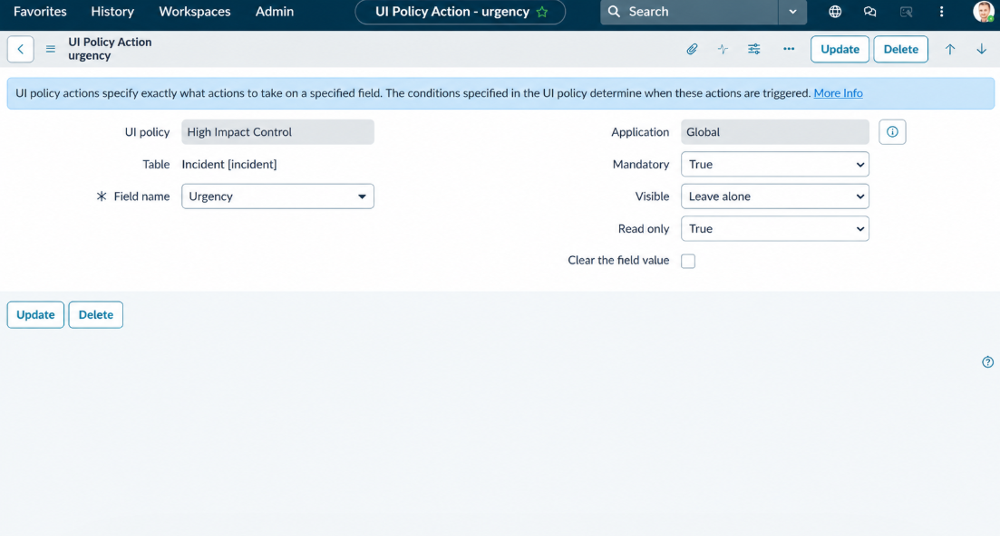 Favorites History Workspaces Admin UI Policy Action - urgency Search
UI Policy Action
urgency
Update Delete
UI policy actions specify exactly what actions to take on a specified field. The conditions specified in the UI policy determine when these actions are triggered. More Info
UI policy High Impact Control
Table Incident [incident]
Field name Urgency
Application Global
Mandatory True
Visible Leave alone
Read only True
Clear the field value
Update Delete